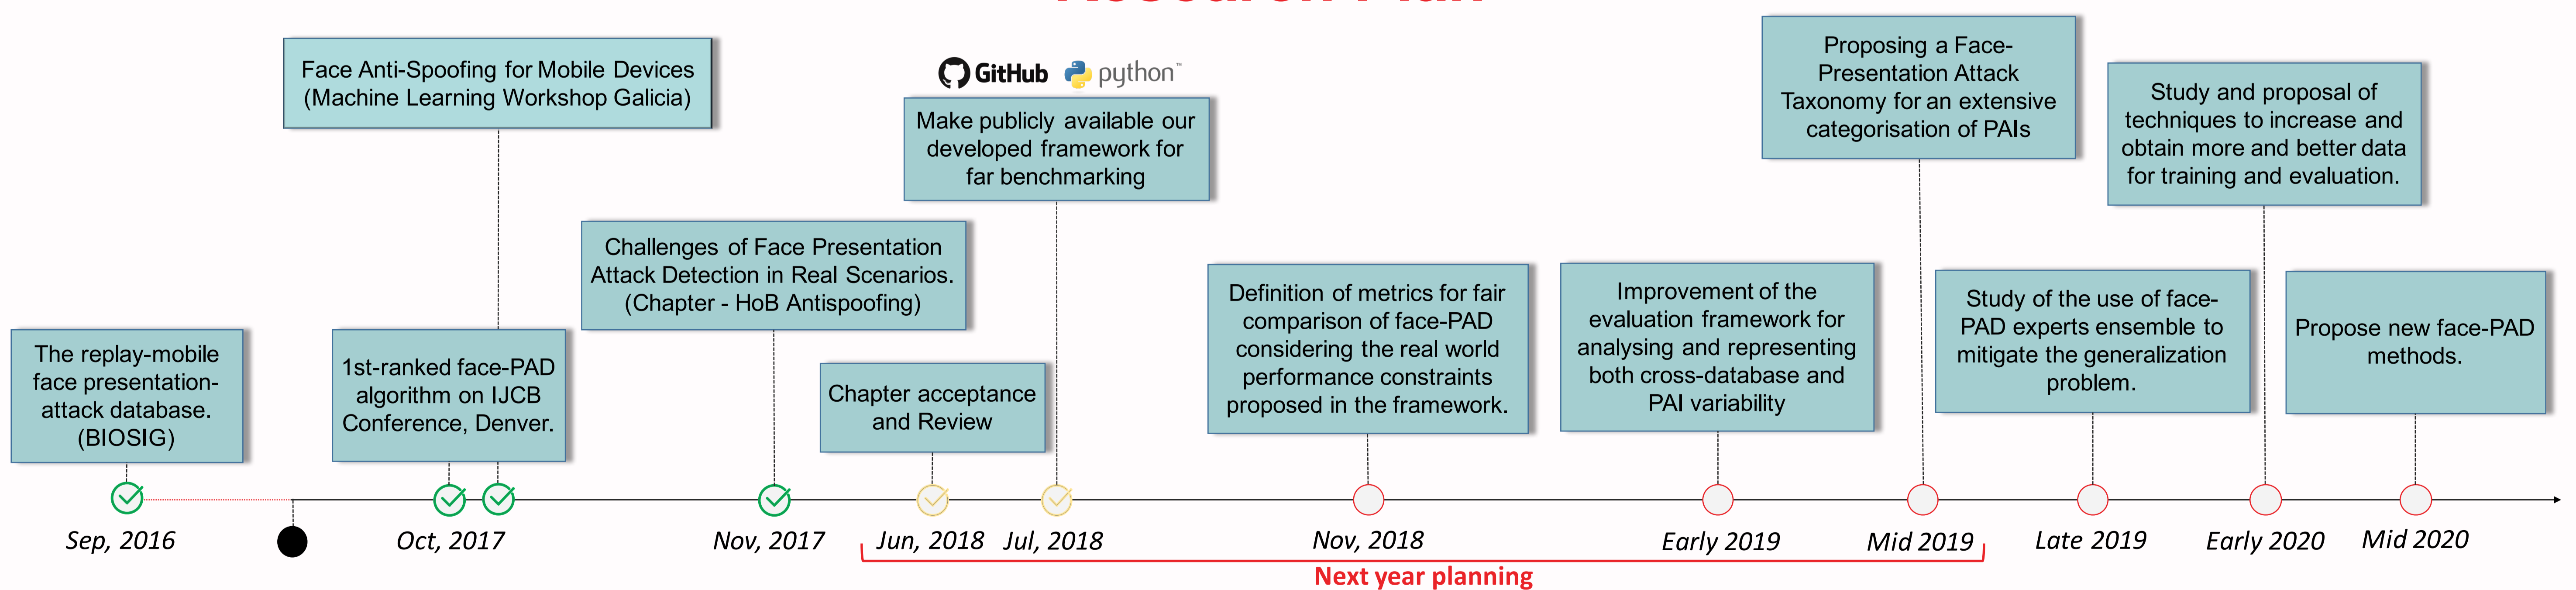 Research Plan
Face Anti-Spoofing for Mobile Devices
(Machine Learning Workshop Galicia)
GitHub
python™
Make publicly available our
developed framework for
far benchmarking
Proposing a Face-
Presentation Attack
Taxonomy for an extensive
categorisation of PAIs
Study and proposal of
techniques to increase and
obtain more and better data
for training and evaluation.
The replay-mobile
face presentation-
attack database.
(BIOSIG)
1st-ranked face-PAD
algorithm on IJCB
Conference, Denver.
Challenges of Face Presentation
Attack Detection in Real Scenarios.
(Chapter - HoB Antispoofing)
Chapter acceptance
and Review
Definition of metrics for fair
comparison of face-PAD
considering the real world
performance constraints
proposed in the framework.
Improvement of the
evaluation framework for
analysing and representing
both cross-database and
PAI variability
Study of the use of face-
PAD experts ensemble to
mitigate the generalization
problem.
Propose new face-PAD
methods.
Sep, 2016
Oct, 2017
Nov, 2017
Jun, 2018
Jul, 2018
Nov, 2018
Early 2019
Mid 2019
Late 2019
Early 2020
Mid 2020
Next year planning